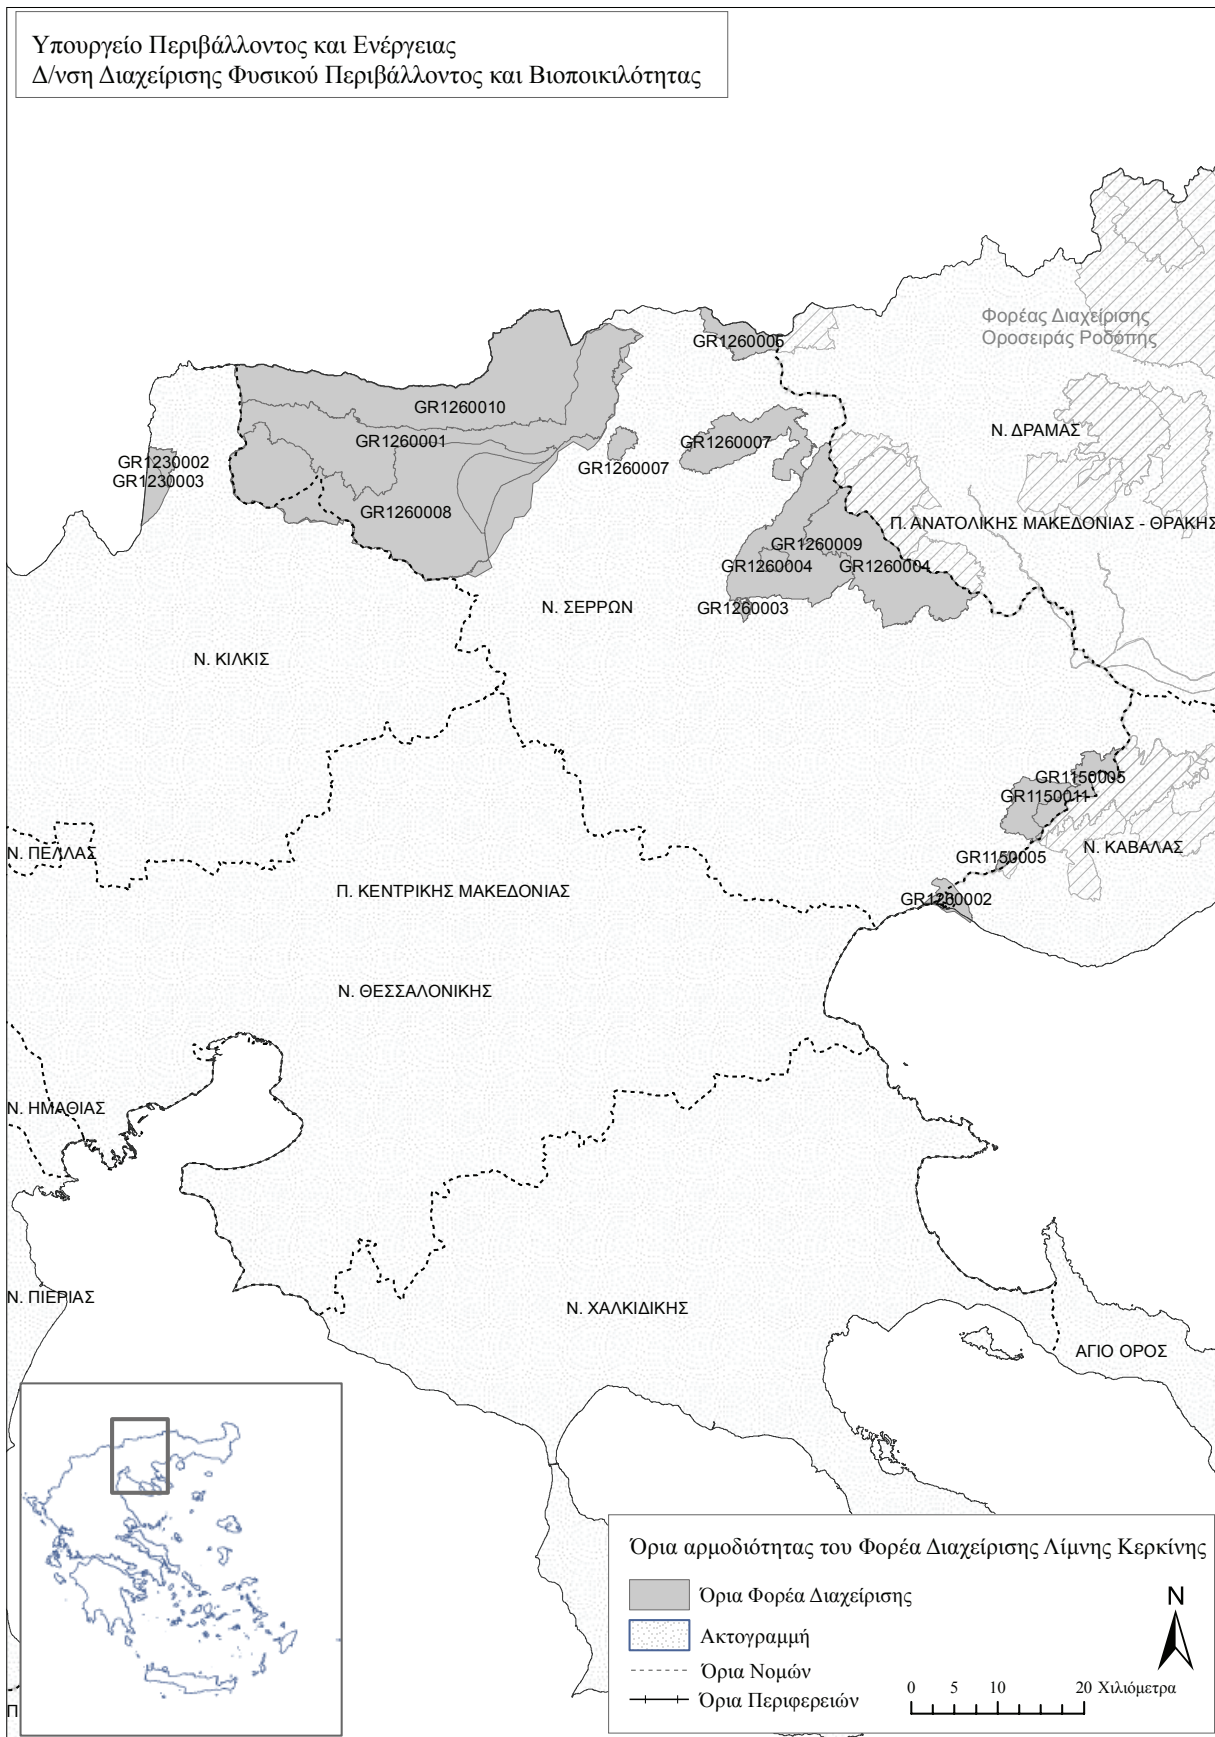 Υπουργείο Περιβάλλοντος και Ενέργειας
Δ/νση Διαχείρισης Φυσικού Περιβάλλοντος και Βιοποικιλότητας
Φορέας Διαχείρισης
Οροσειράς Ροδόπης
GR1260006
GR1260010
Ν. ΔΡΑΜΑΣ
GR1260001
GR1260007
GR1230002
GR1260007
GR1230003
GR1260008
Π. ΑΝΑΤΟΛΙΚΗΣ ΜΑΚΕΔΟΝΙΑΣ - ΘΡΑΚΗΣ
GR1260009
GR1260004
GR1260004
Ν. ΣΕΡΡΩΝ
GR1260003
Ν. ΚΙΛΚΙΣ
GR1150005
GR1150011
Ν. ΠΕΛΛΑΣ
Ν. ΚΑΒΑΛΑΣ
GR1150005
Π. ΚΕΝΤΡΙΚΗΣ ΜΑΚΕΔΟΝΙΑΣ
GR1260002
Ν. ΘΕΣΣΑΛΟΝΙΚΗΣ
Ν. ΗΜΑΘΙΑΣ
Ν. ΠΙΕΡΙΑΣ
Ν. ΧΑΛΚΙΔΙΚΗΣ
ΑΓΙΟ ΟΡΟΣ
Όρια αρμοδιότητας του Φορέα Διαχείρισης Λίμνης Κερκίνης
Όρια Φορέα Διαχείρισης
N
Ακτογραμμή
Όρια Νομών
Όρια Περιφερειών
0 5 10 20 Χιλιόμετρα
Π